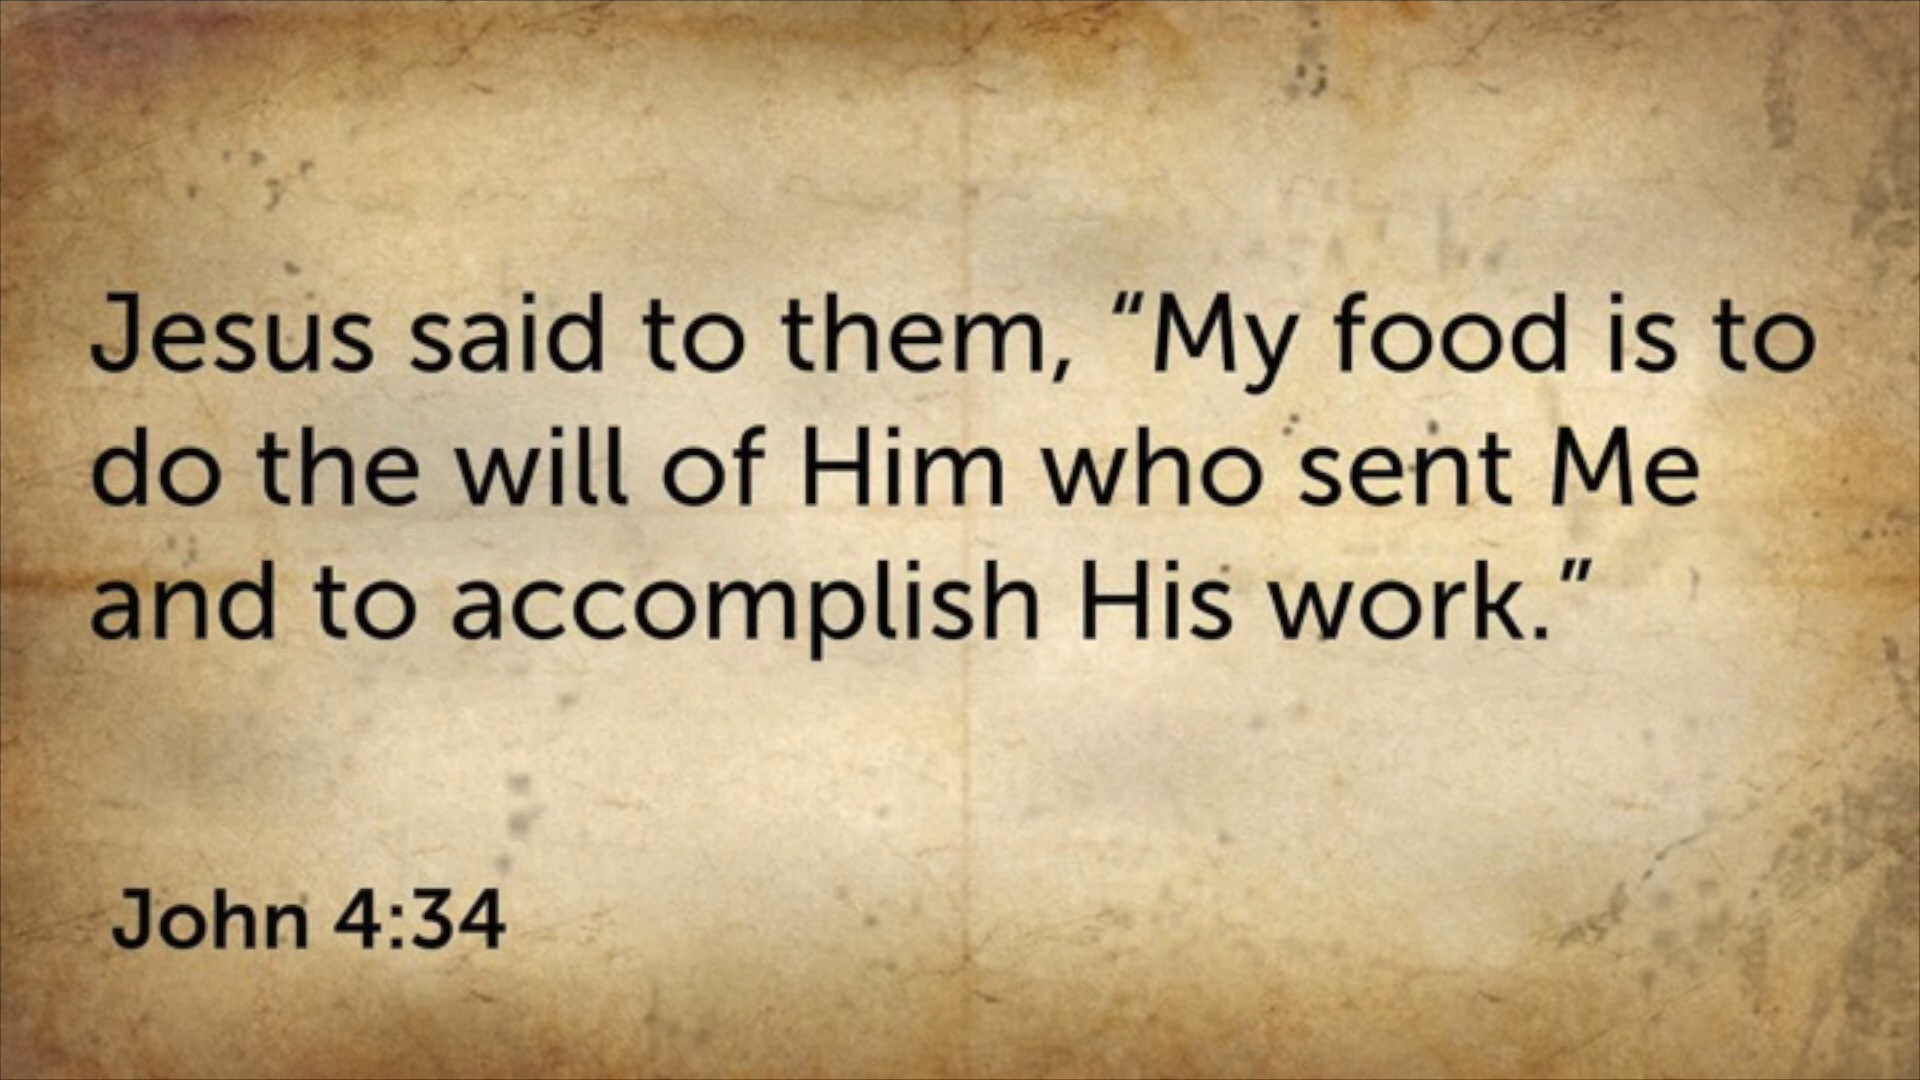 Jesus said to them, “My food is to
do the will of Him who sent Me
and to accomplish His work.”
John 4:34